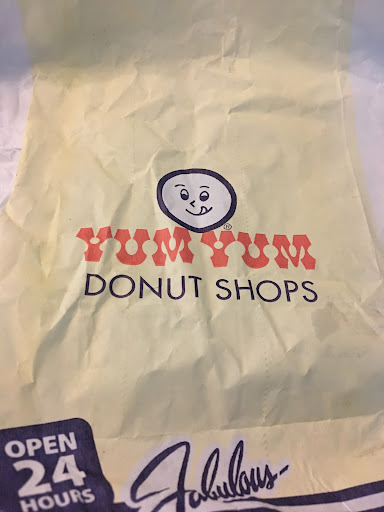 ®
YUM YUM
DONUT SHOPS
OPEN
24
HOURS
Fabulous